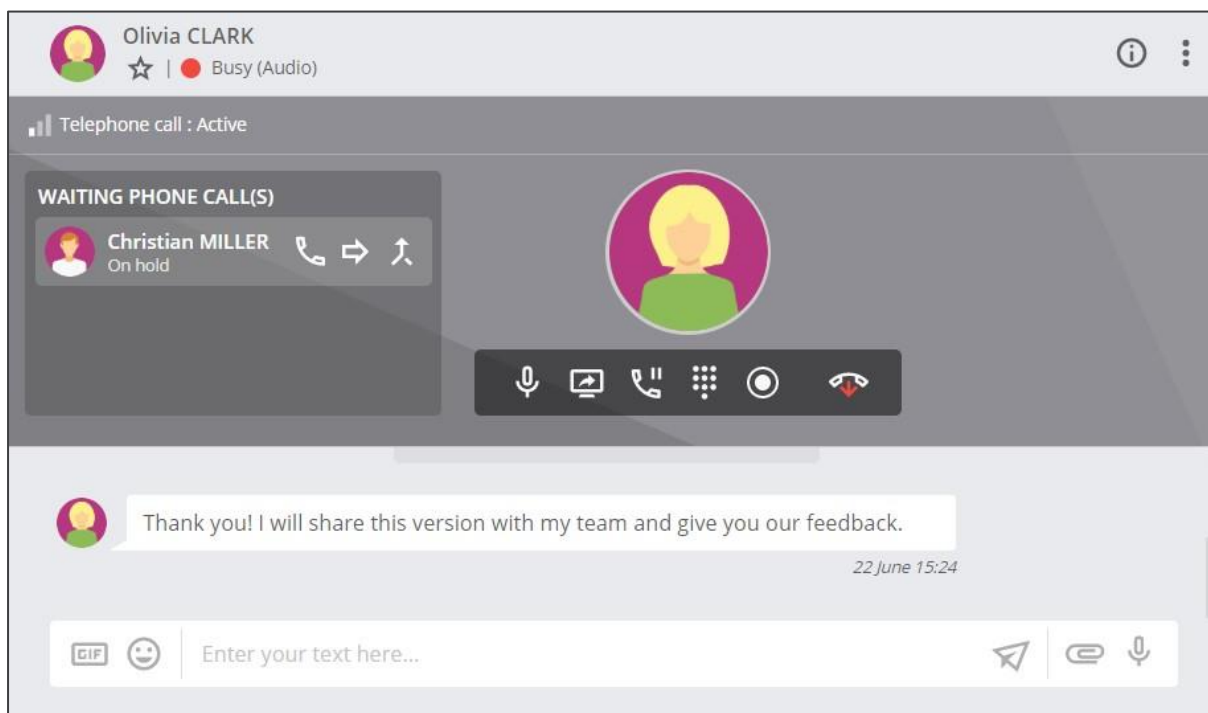 Olivia CLARK
| Busy (Audio)
Telephone call : Active
WAITING PHONE CALL(S)
Christian MILLER
On hold
Thank you! I will share this version with my team and give you our feedback.
22 June 15:24
GIF
Enter your text here...